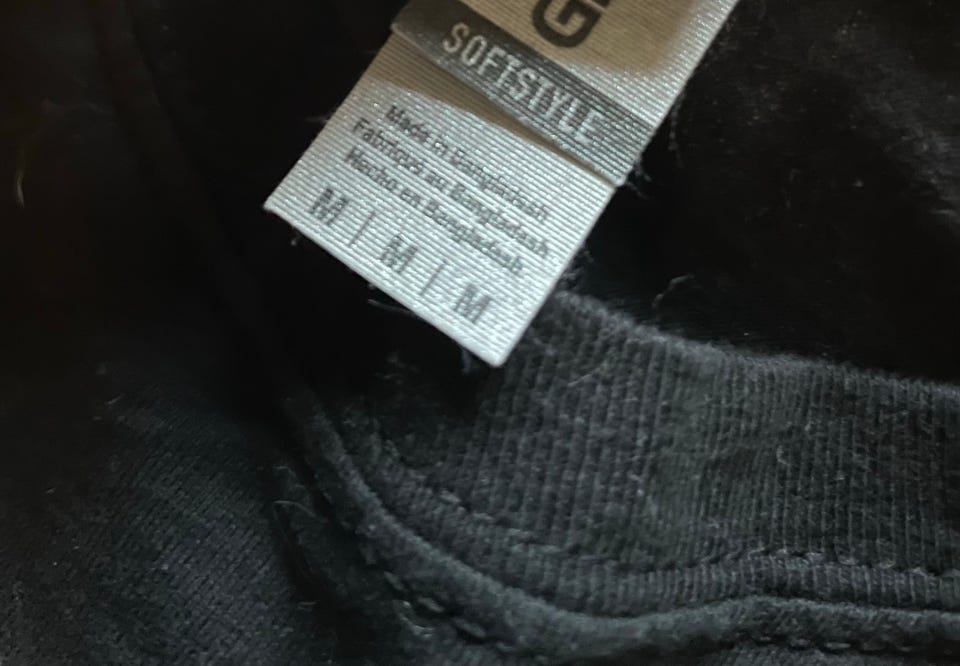 G
SOFTSTYLE
Made in Bangladesh
Fabriqué au Bangladesh
Hecho en Bangladesh
M | M | M